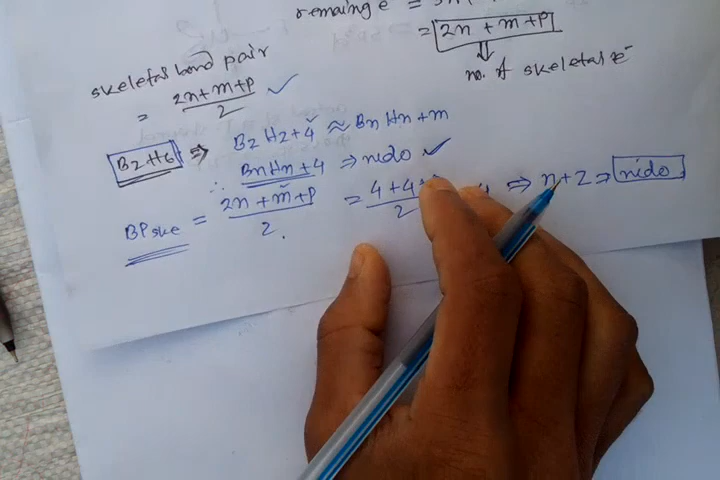 remaing e =
= 2n + m + P
no. of skeletal e⁻
skeletal bond pair
= 2n+m+P / 2 ✓
B2H6 ⇒ B2H2+4 ≈ BnHn+m
∴ BnHn+4 ⇒ nido ✓
BPske = 2n + m + P / 2. = 4+4 / 2 ⇒ n+2 ⇒ nido